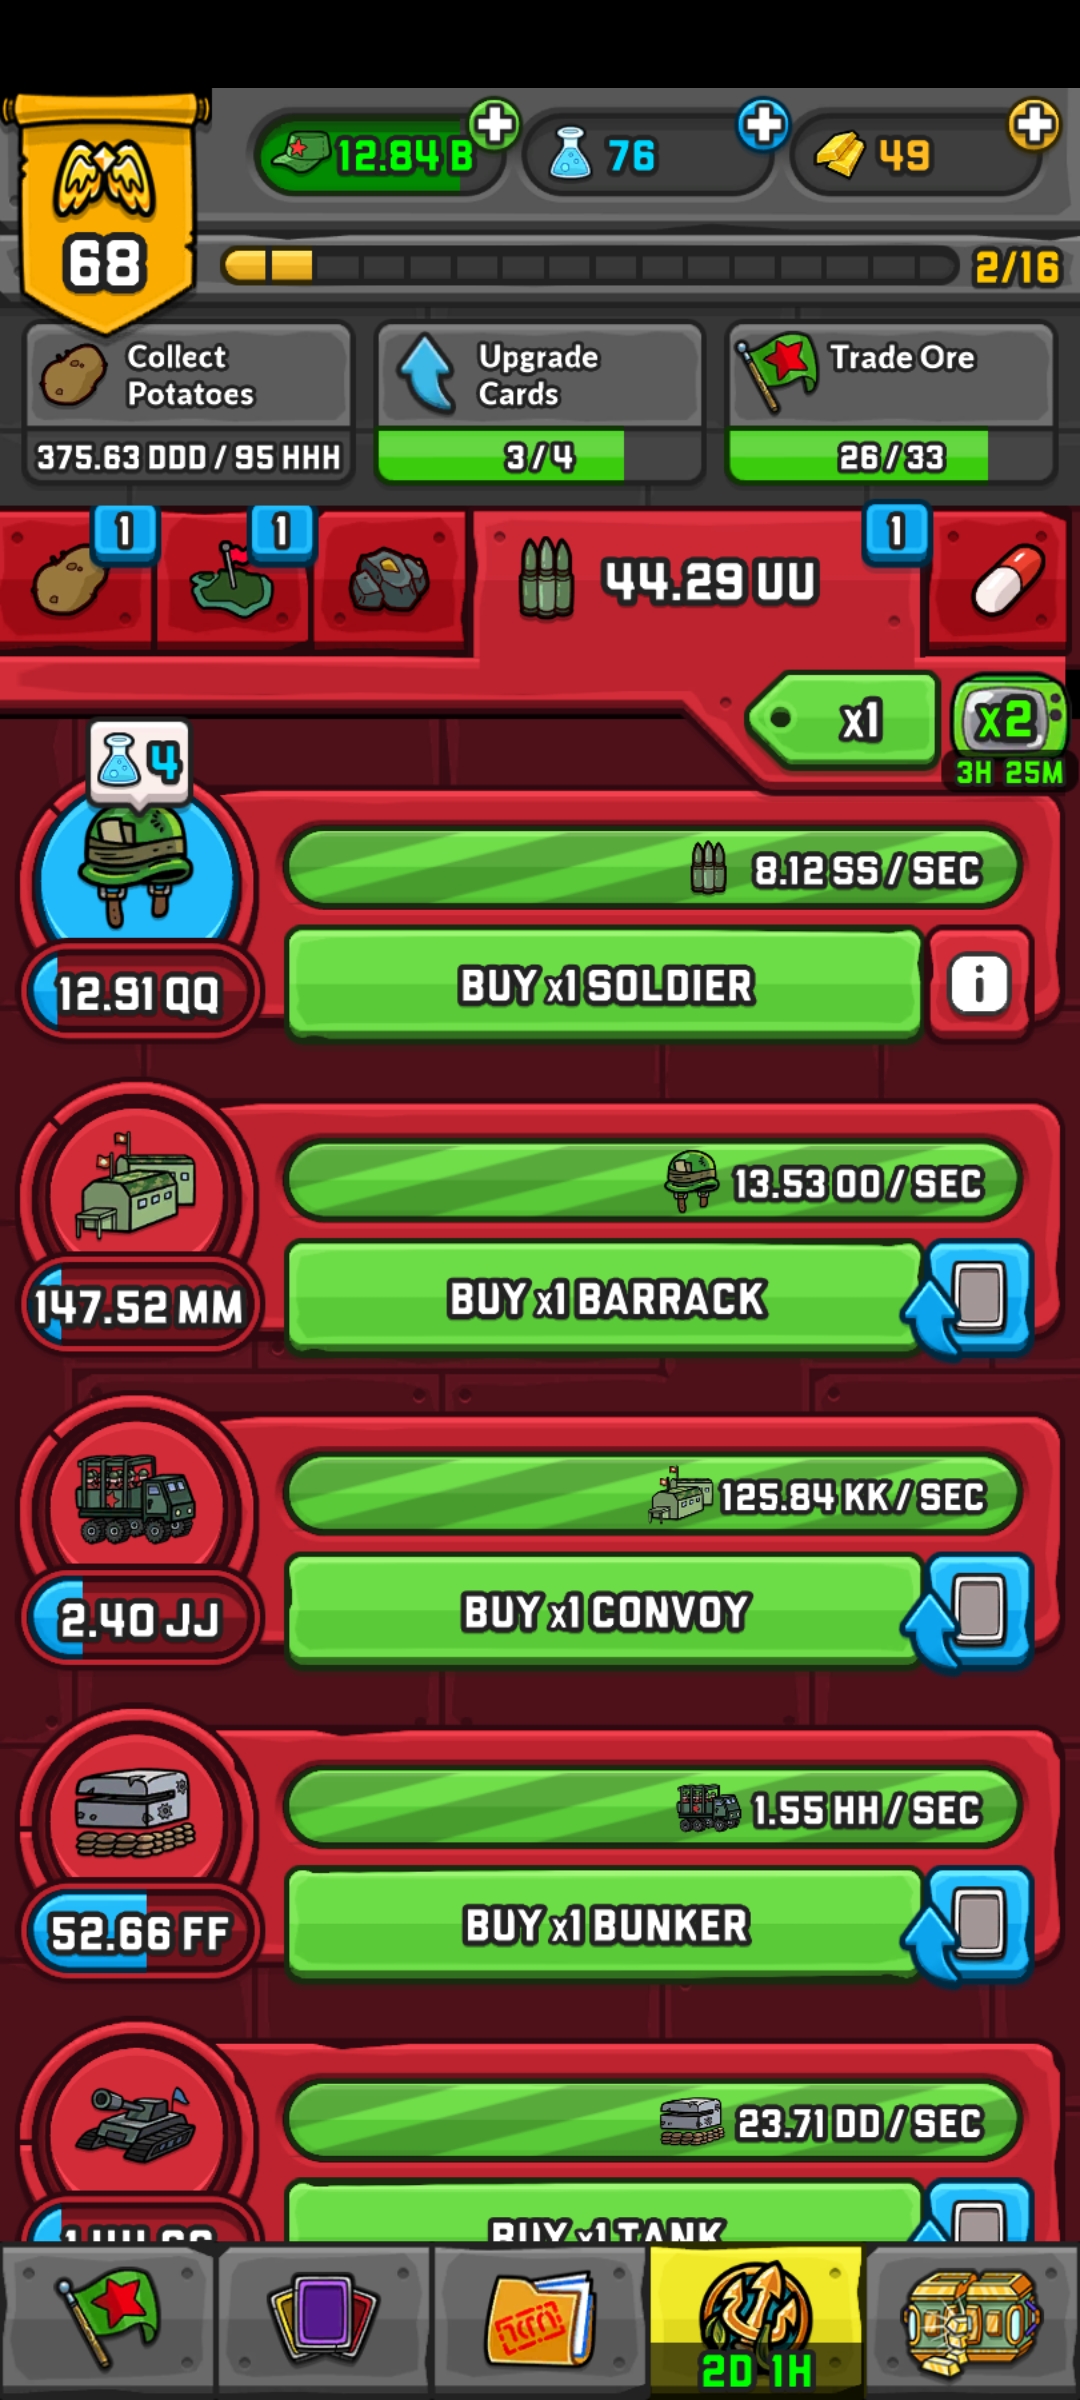 12.84 B
76
49
68
2/16
Collect
Potatoes
375.63 DDD / 95 HHH
Upgrade
Cards
3/4
Trade Ore
26/33
1
1
44.29 UU
1
x1
x2
3H 25M
4
8.12 SS / SEC
12.91 QQ
BUY x1 SOLDIER
i
13.53 OO / SEC
147.52 MM
BUY x1 BARRACK
125.84 KK / SEC
2.40 JJ
BUY x1 CONVOY
1.55 HH / SEC
52.66 FF
BUY x1 BUNKER
23.71 DD / SEC
BUY x1 TANK
2D 1H